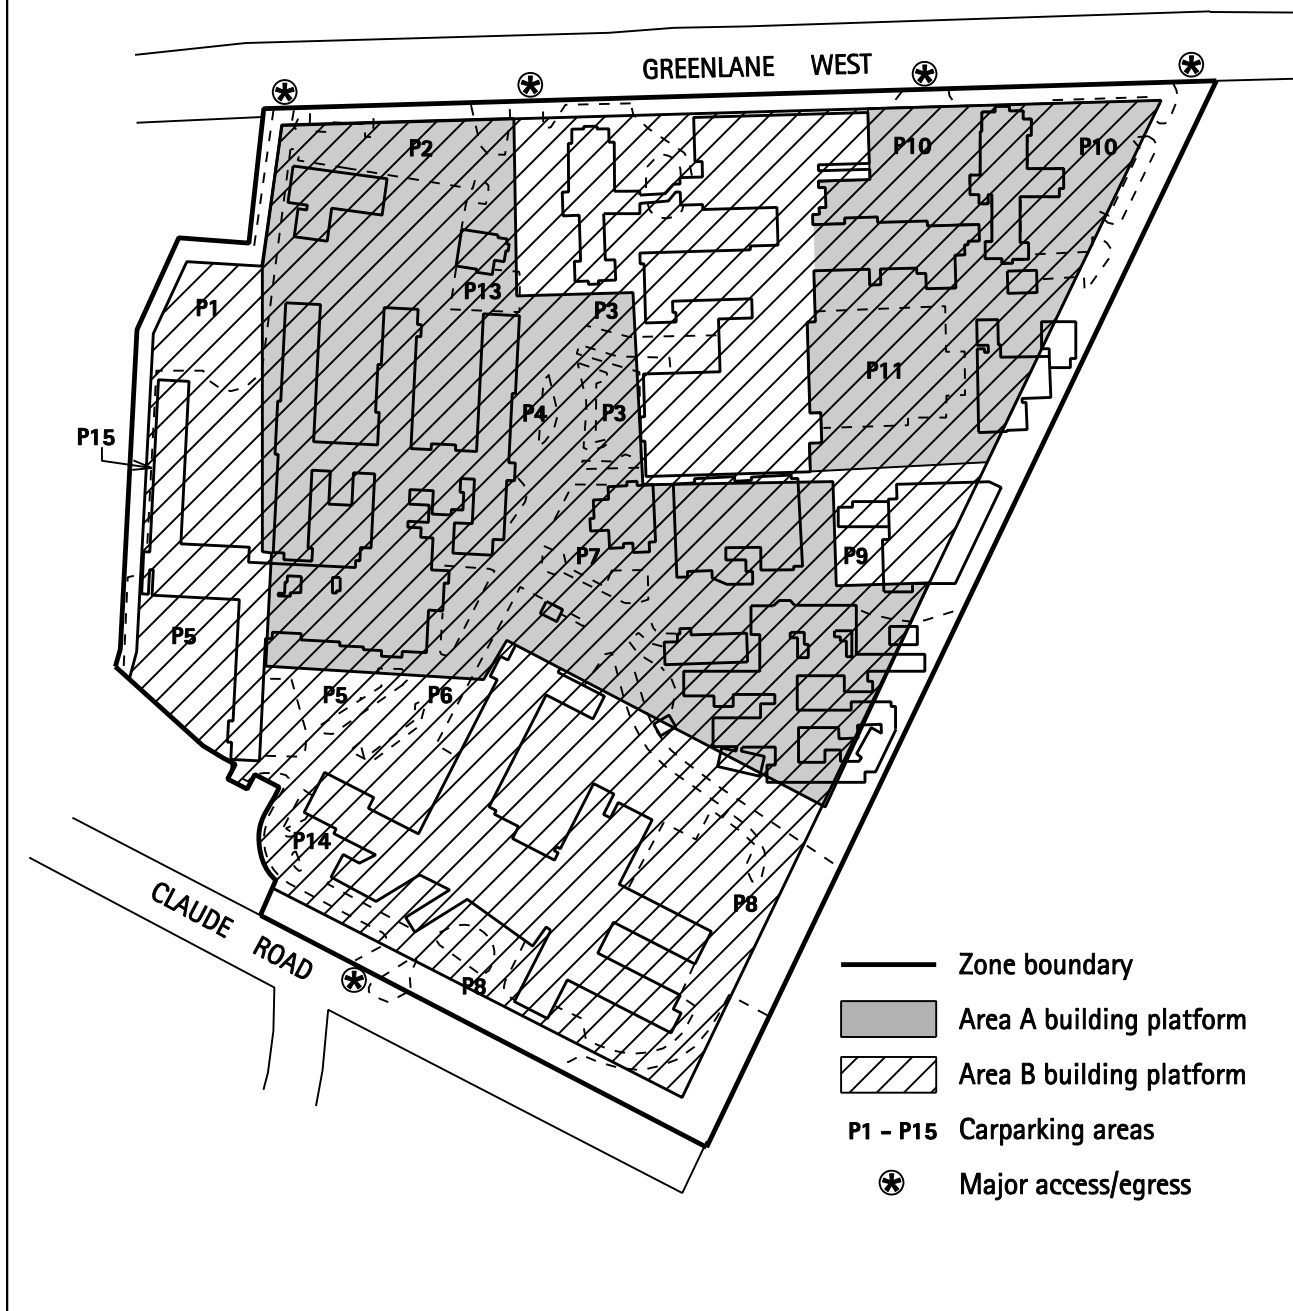 GREENLANE WEST
P2
P10
P10
P13
P1
P3
P11
P4
P3
P15
P7
P9
P5
P5
P6
P14
P8
CLAUDE ROAD
P8
Zone boundary
Area A building platform
Area B building platform
P1 – P15 Carparking areas
Major access/egress